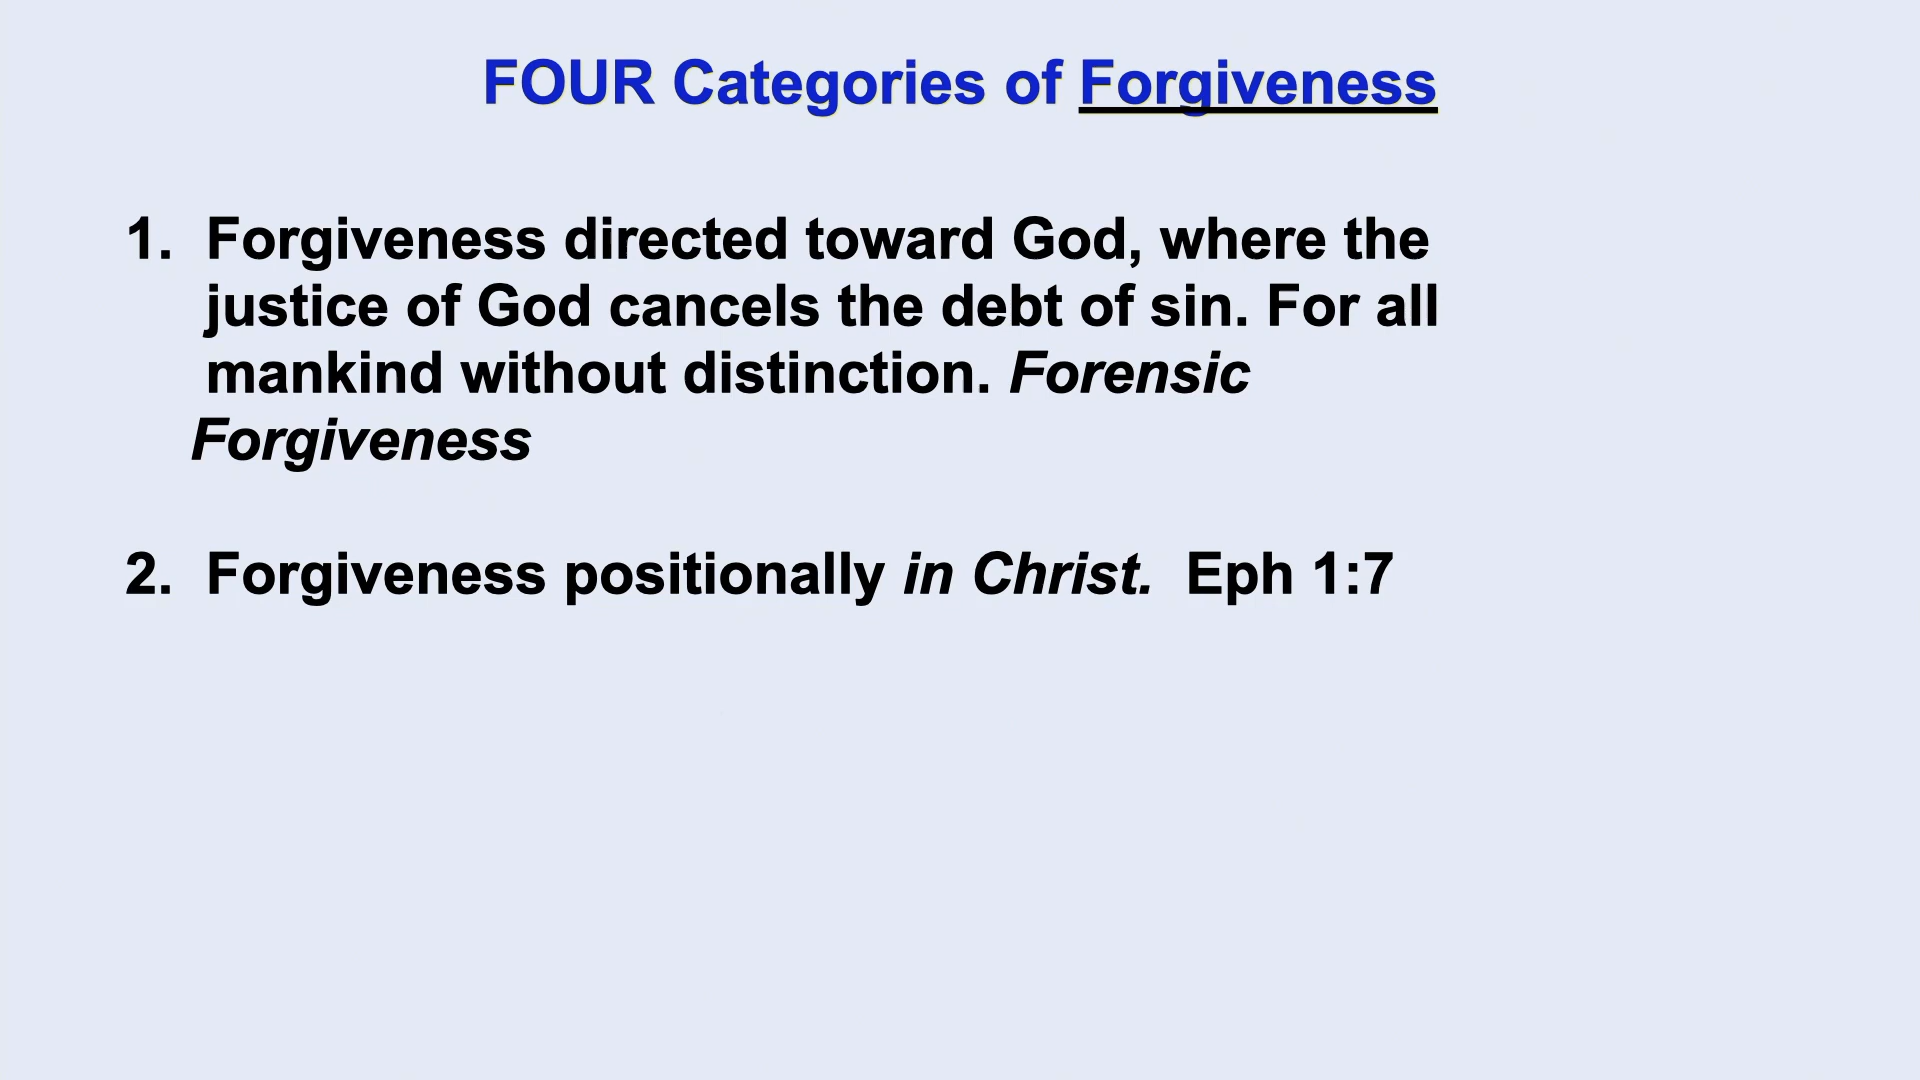 FOUR Categories of Forgiveness
1. Forgiveness directed toward God, where the
justice of God cancels the debt of sin. For all
mankind without distinction. Forensic
Forgiveness
2. Forgiveness positionally in Christ. Eph 1:7